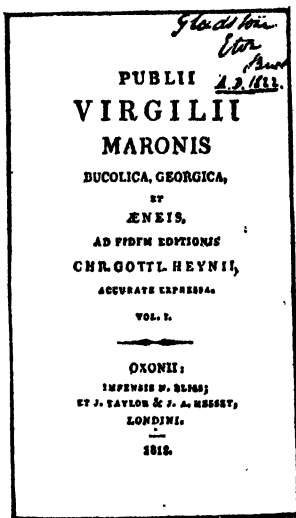 Gladstone
Eton
A.D. 1822.
PUBLII
VIRGILII
MARONIS
BUCOLICA, GEORGICA,
ET
ÆNEIS,
AD FIDEM EDITIONIS
CHR. GOTTL. HEYNII,
ACCURATE EXPRESSA.
VOL. I.
OXONII:
IMPENSIS N. BLISS;
ET J. TAYLOR & J. A. HESSEY,
LONDINI.